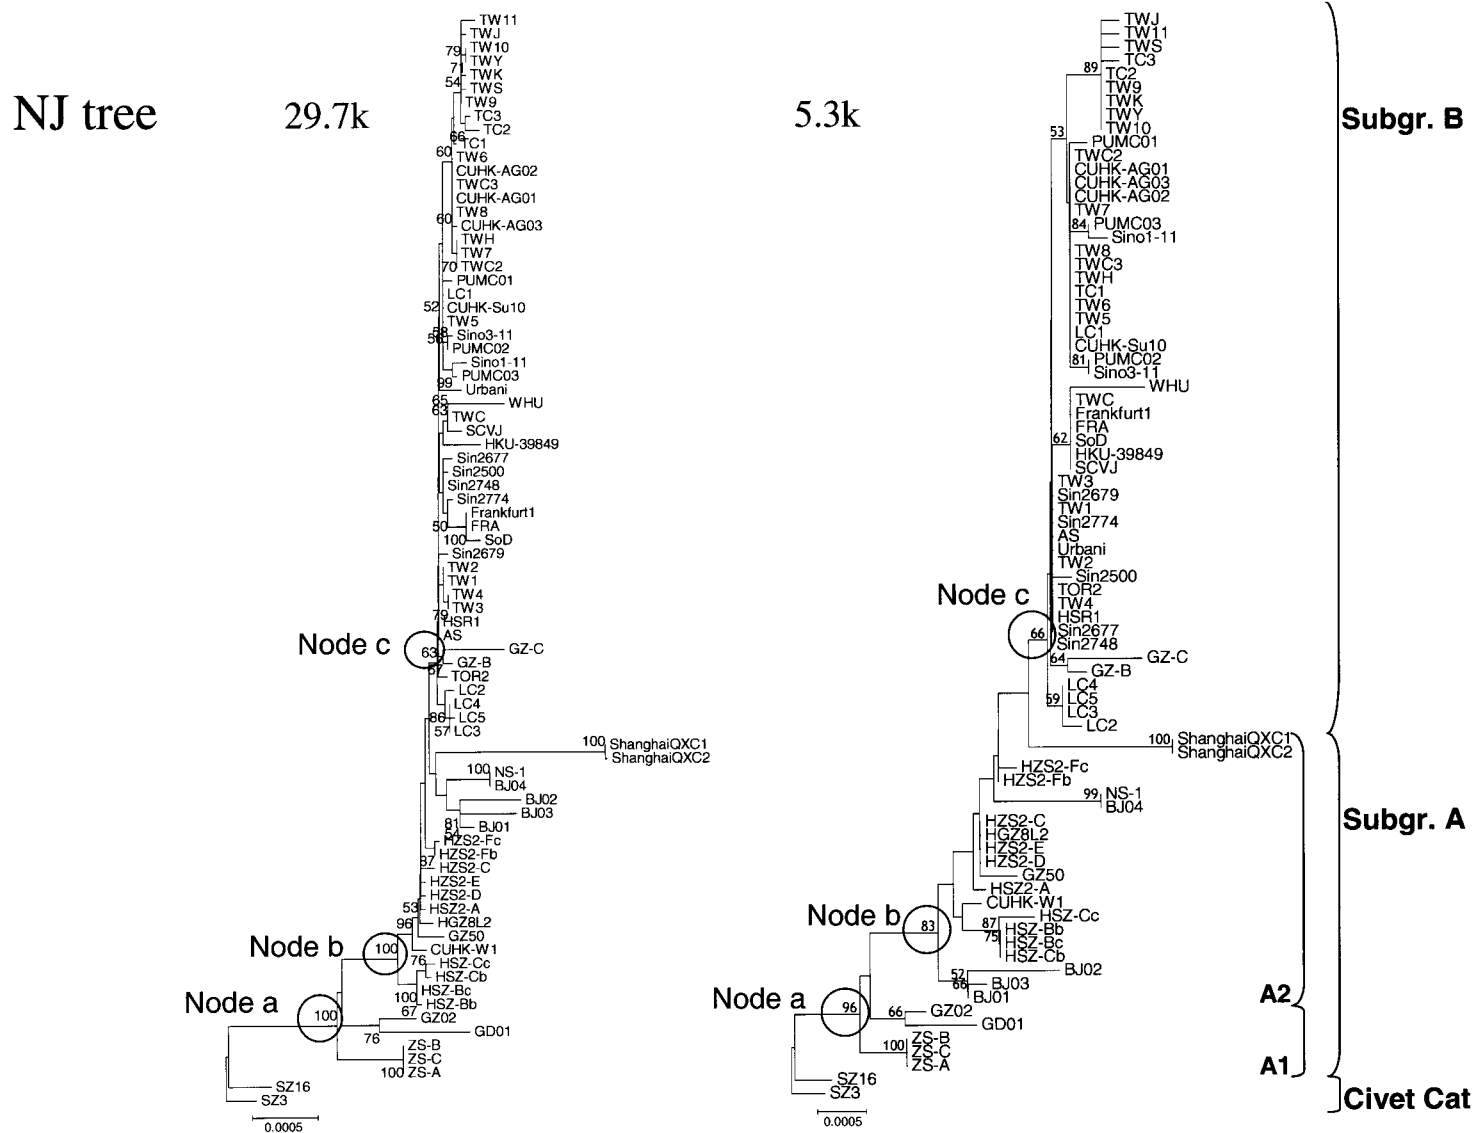 NJ tree
29.7k
TW11
TWJ
79
TW10
TWY
71
TWK
54
TWS
TW9
TC3
TC2
66
TC1
60
TW6
CUHK-AG02
TWC3
CUHK-AG01
TW8
60
CUHK-AG03
TWH
TW7
70
TWC2
PUMC01
LC1
52
CUHK-Su10
TW5
58
Sino3-11
56
PUMC02
Sino1-11
PUMC03
99
Urbani
65
WHU
63
TWC
SCVJ
HKU-39849
Sin2677
Sin2500
Sin2748
Sin2774
Frankfurt1
50
FRA
100
SoD
Sin2679
TW2
TW1
TW4
TW3
79
HSR1
AS
Node c
63
GZ-C
GZ-B
57
TOR2
LC2
LC4
86
LC5
57
LC3
100
ShanghaiQXC1
ShanghaiQXC2
100
NS-1
BJ04
BJ02
BJ03
81
BJ01
54
HZS2-Fc
HZS2-Fb
87
HZS2-C
HZS2-E
HZS2-D
53
HSZ2-A
96
HGZ8L2
GZ50
Node b
100
CUHK-W1
76
HSZ-Cc
HSZ-Cb
HSZ-Bc
100
HSZ-Bb
Node a
100
67
GZ02
76
GD01
ZS-B
ZS-C
100
ZS-A
SZ16
SZ3
0.0005
5.3k
TWJ
TW11
TWS
TC3
89
TC2
TW9
TWK
TWY
TW10
53
PUMC01
TWC2
CUHK-AG01
CUHK-AG03
CUHK-AG02
TW7
84
PUMC03
Sino1-11
TW8
TWC3
TWH
TC1
TW6
TW5
LC1
CUHK-Su10
81
PUMC02
Sino3-11
WHU
TWC
Frankfurt1
FRA
62
SoD
HKU-39849
SCVJ
TW3
Sin2679
TW1
Sin2774
AS
Urbani
TW2
Sin2500
TOR2
Node c
TW4
HSR1
66
Sin2677
Sin2748
64
GZ-C
GZ-B
LC4
59
LC5
LC3
LC2
100
ShanghaiQXC1
ShanghaiQXC2
HZS2-Fc
HZS2-Fb
99
NS-1
BJ04
HZS2-C
HGZ8L2
HZS2-E
HZS2-D
GZ50
HSZ2-A
CUHK-W1
Node b
83
87
HSZ-Cc
HSZ-Bb
75
HSZ-Bc
HSZ-Cb
52
BJ02
66
BJ03
BJ01
Node a
96
66
GZ02
GD01
ZS-B
100
ZS-C
ZS-A
SZ16
SZ3
0.0005
Subgr. B
Subgr. A
A2
A1
Civet Cat